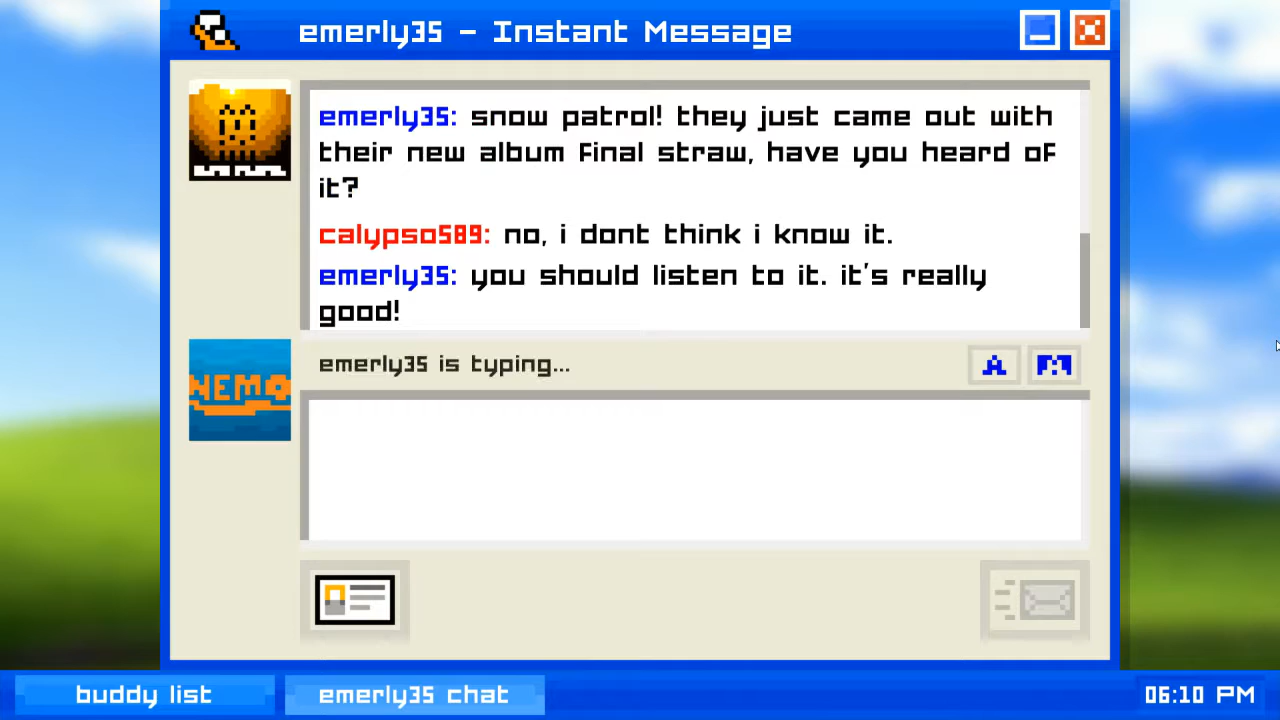 emerly35 - Instant Message
emerly35: snow patrol! they just came out with
their new album final straw, have you heard of
it?
calypso589: no, i dont think i know it.
emerly35: you should listen to it. it's really
good!
NEMO
emerly35 is typing...
A
buddy list
emerly35 chat
06:10 PM